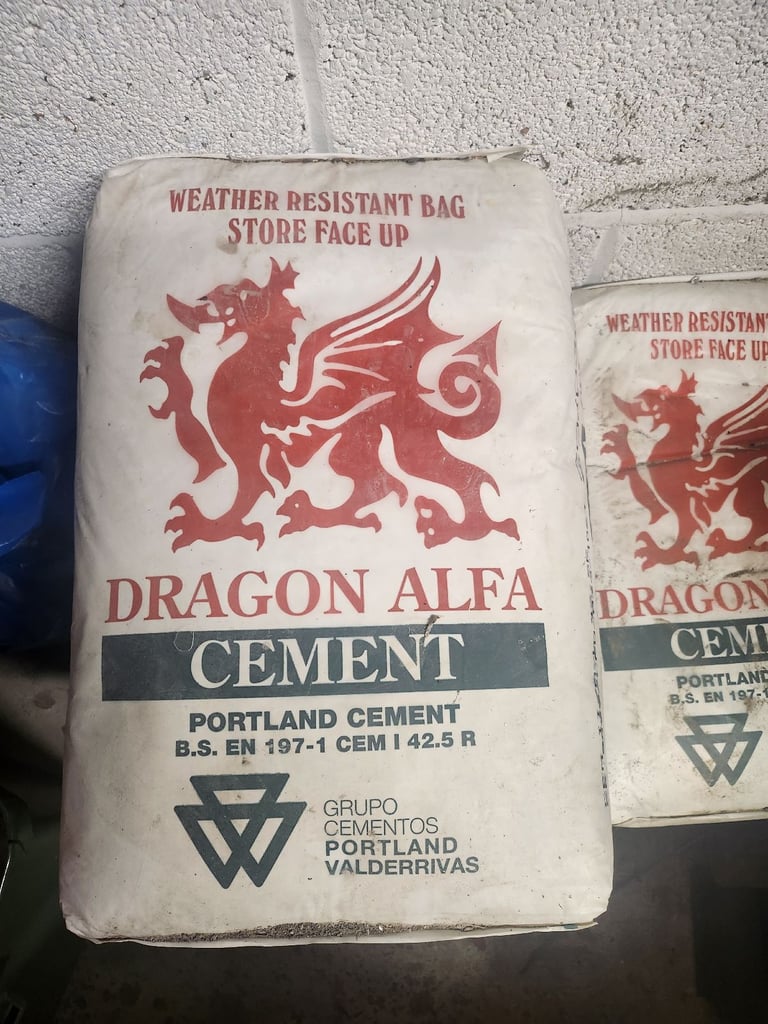 WEATHER RESISTANT BAG
STORE FACE UP
DRAGON ALFA
CEMENT
PORTLAND CEMENT
B.S. EN 197-1 CEM I 42.5 R
GRUPO
CEMENTOS
PORTLAND
VALDERRIVAS
WEATHER RESISTANT
STORE FACE UP
DRAGON
CEM
PORTLAND
B.S. EN 197-1